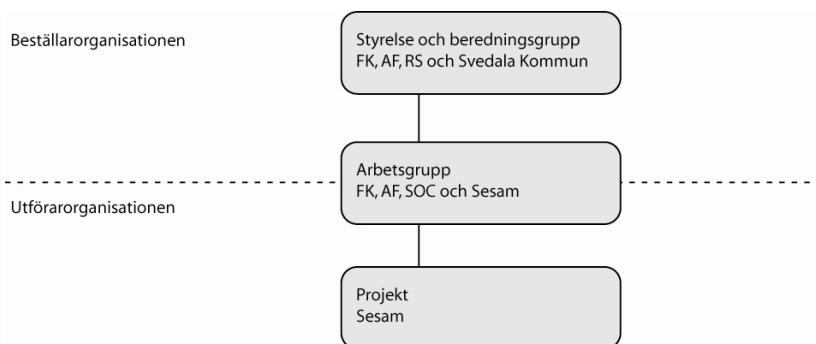 Beställarorganisationen
Styrelse och beredningsgrupp
FK, AF, RS och Svedala Kommun
Arbetsgrupp
FK, AF, SOC och Sesam
Utförarorganisationen
Projekt
Sesam